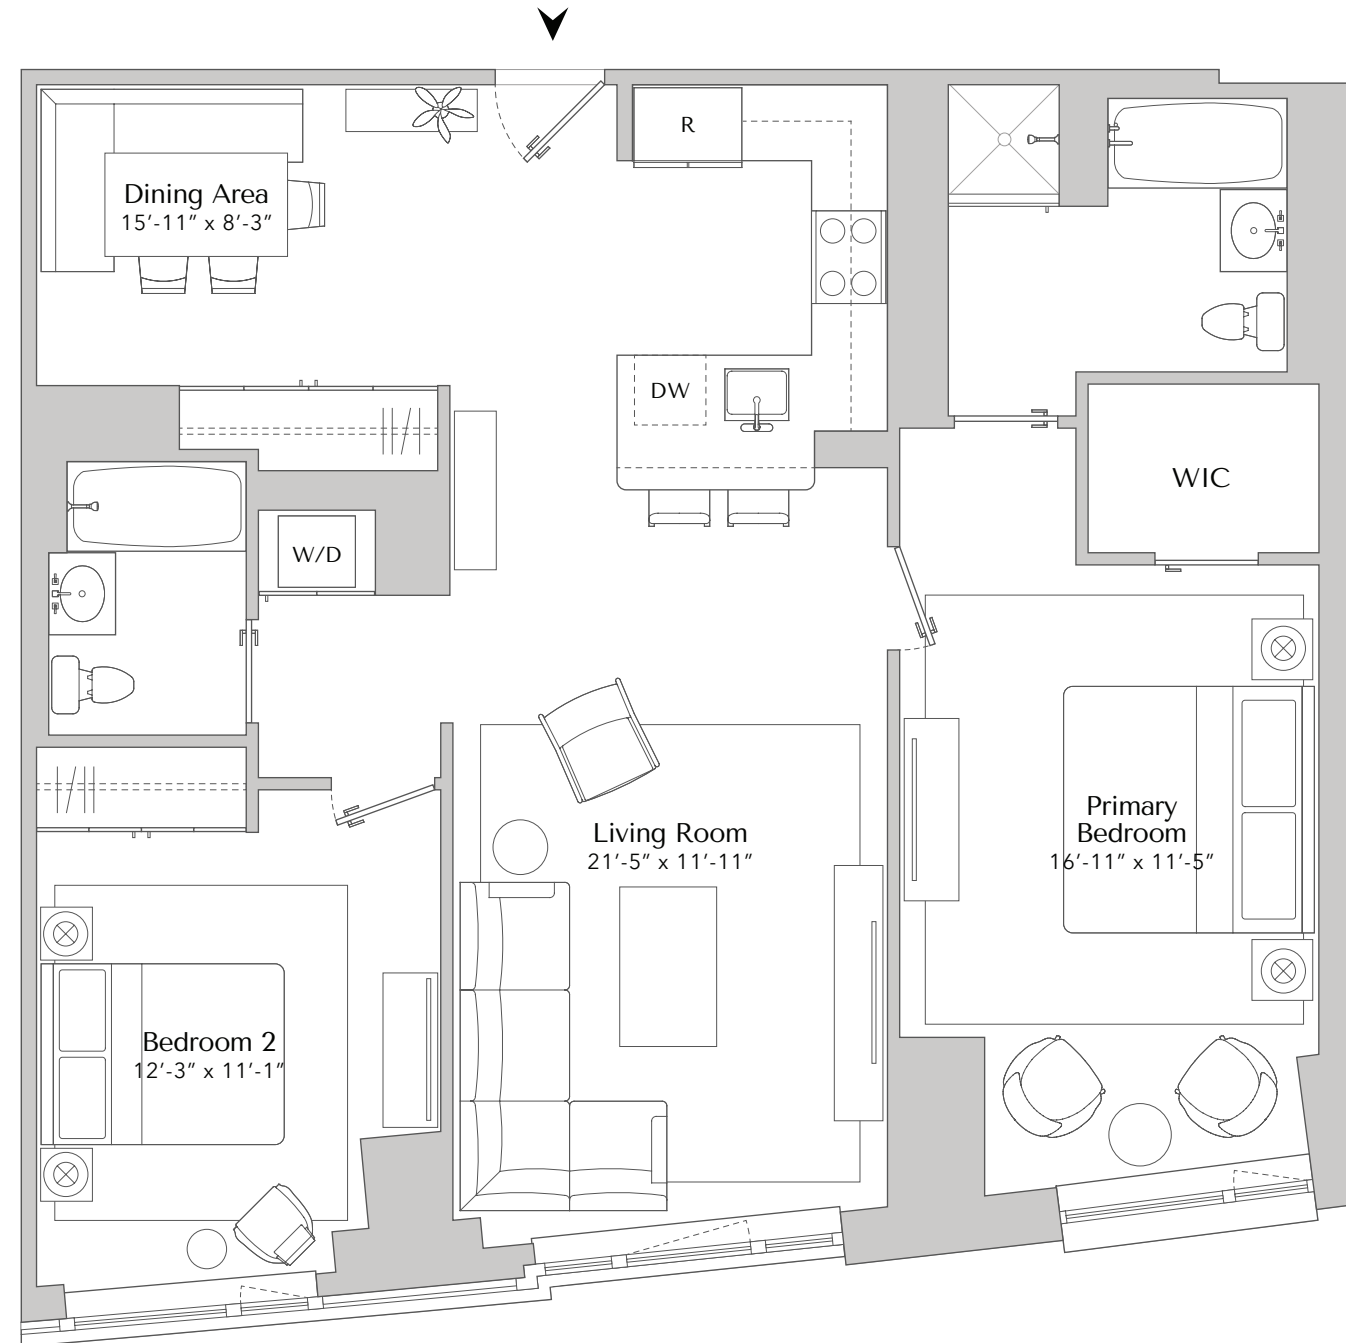 R
Dining Area
15’-11” x 8’-3”
DW
WIC
W/D
Primary
Bedroom
16’-11” x 11’-5”
Living Room
21’-5” x 11’-11”
Bedroom 2
12’-3” x 11’-1”